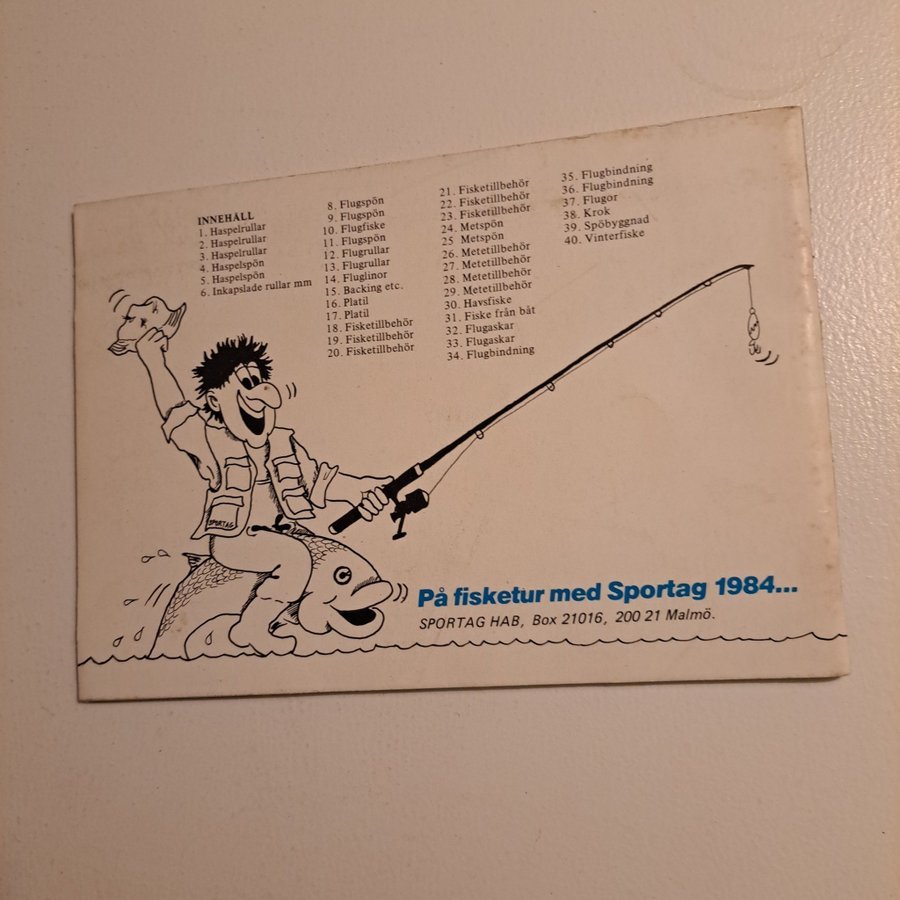 INNEHÅLL
1. Haspelrullar
2. Haspelrullar
3. Haspelrullar
4. Haspelspön
5. Haspelspön
6. Inkapslade rullar mm
8. Flugspön
9. Flugspön
10. Flugfiske
11. Flugspön
12. Flugrullar
13. Flugrullar
14. Fluglinor
15. Backing etc.
16. Platil
17. Platil
18. Fisketillbehör
19. Fisketillbehör
20. Fisketillbehör
21. Fisketillbehör
22. Fisketillbehör
23. Fisketillbehör
24. Metspön
25 Metspön
26. Metetillbehör
27. Metetillbehör
28. Metetillbehör
29. Metetillbehör
30. Havsfiske
31. Fiske från båt
32. Flugaskar
33. Flugaskar
34. Flugbindning
35. Flugbindning
36. Flugbindning
37. Flugor
38. Krok
39. Spöbyggnad
40. Vinterfiske
SPORTAG
På fisketur med Sportag 1984...
SPORTAG HAB, Box 21016, 200 21 Malmö.